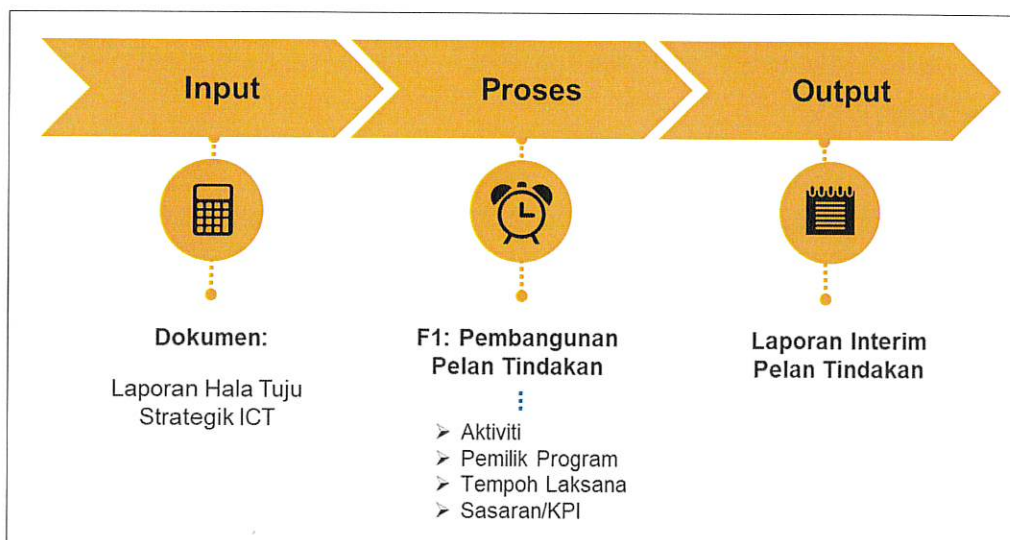 Input
Proses
Output
Dokumen:
Laporan Hala Tuju
Strategik ICT
F1: Pembangunan
Pelan Tindakan
➢ Aktiviti
➢ Pemilik Program
➢ Tempoh Laksana
➢ Sasaran/KPI
Laporan Interim
Pelan Tindakan